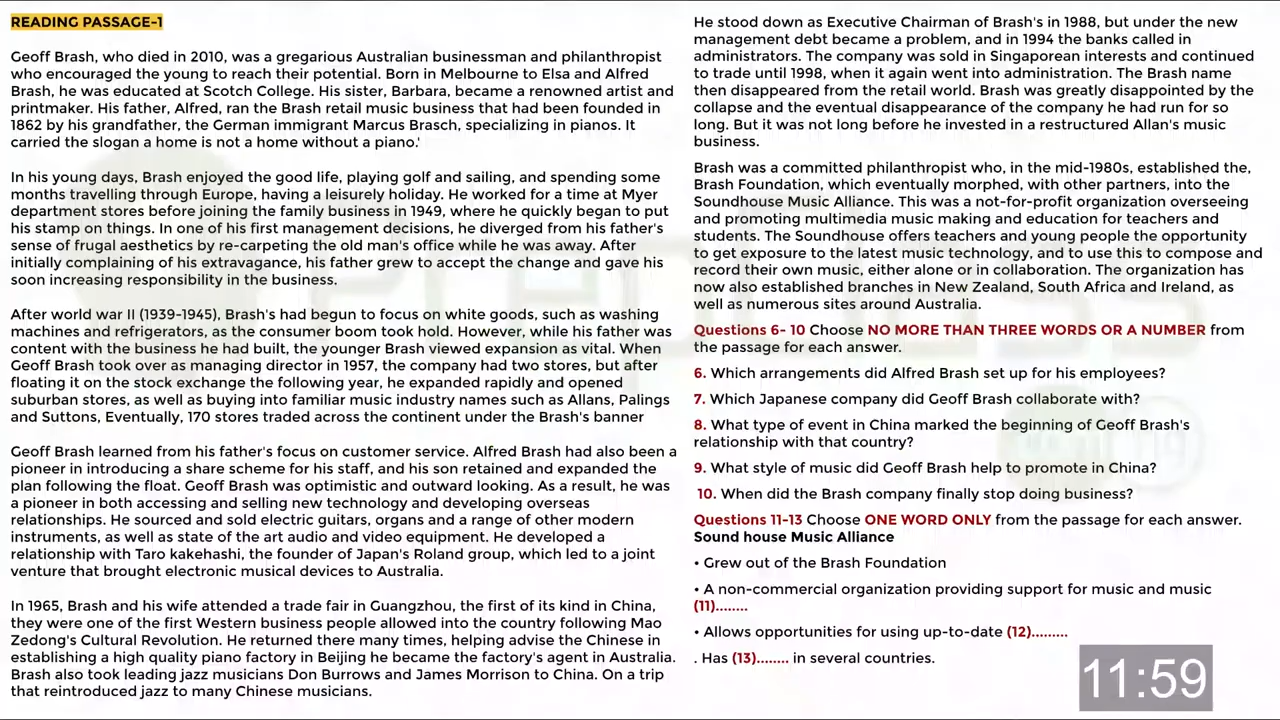 READING PASSAGE-1
Geoff Brash, who died in 2010, was a gregarious Australian businessman and philanthropist
who encouraged the young to reach their potential. Born in Melbourne to Elsa and Alfred
Brash, he was educated at Scotch College. His sister, Barbara, became a renowned artist and
printmaker. His father, Alfred, ran the Brash retail music business that had been founded in
1862 by his grandfather, the German immigrant Marcus Brasch, specializing in pianos. It
carried the slogan a home is not a home without a piano.'
In his young days, Brash enjoyed the good life, playing golf and sailing, and spending some
months travelling through Europe, having a leisurely holiday. He worked for a time at Myer
department stores before joining the family business in 1949, where he quickly began to put
his stamp on things. In one of his first management decisions, he diverged from his father's
sense of frugal aesthetics by re-carpeting the old man's office while he was away. After
initially complaining of his extravagance, his father grew to accept the change and gave his
soon increasing responsibility in the business.
After world war II (1939-1945), Brash's had begun to focus on white goods, such as washing
machines and refrigerators, as the consumer boom took hold. However, while his father was
content with the business he had built, the younger Brash viewed expansion as vital. When
Geoff Brash took over as managing director in 1957, the company had two stores, but after
floating it on the stock exchange the following year, he expanded rapidly and opened
suburban stores, as well as buying into familiar music industry names such as Allans, Palings
and Suttons, Eventually, 170 stores traded across the continent under the Brash's banner
Geoff Brash learned from his father's focus on customer service. Alfred Brash had also been a
pioneer in introducing a share scheme for his staff, and his son retained and expanded the
plan following the float. Geoff Brash was optimistic and outward looking. As a result, he was
a pioneer in both accessing and selling new technology and developing overseas
relationships. He sourced and sold electric guitars, organs and a range of other modern
instruments, as well as state of the art audio and video equipment. He developed a
relationship with Taro kakehashi, the founder of Japan's Roland group, which led to a joint
venture that brought electronic musical devices to Australia.
In 1965, Brash and his wife attended a trade fair in Guangzhou, the first of its kind in China,
they were one of the first Western business people allowed into the country following Mao
Zedong's Cultural Revolution. He returned there many times, helping advise the Chinese in
establishing a high quality piano factory in Beijing he became the factory's agent in Australia.
Brash also took leading jazz musicians Don Burrows and James Morrison to China. On a trip
that reintroduced jazz to many Chinese musicians.
He stood down as Executive Chairman of Brash's in 1988, but under the new
management debt became a problem, and in 1994 the banks called in
administrators. The company was sold in Singaporean interests and continued
to trade until 1998, when it again went into administration. The Brash name
then disappeared from the retail world. Brash was greatly disappointed by the
collapse and the eventual disappearance of the company he had run for so
long. But it was not long before he invested in a restructured Allan's music
business.
Brash was a committed philanthropist who, in the mid-1980s, established the,
Brash Foundation, which eventually morphed, with other partners, into the
Soundhouse Music Alliance. This was a not-for-profit organization overseeing
and promoting multimedia music making and education for teachers and
students. The Soundhouse offers teachers and young people the opportunity
to get exposure to the latest music technology, and to use this to compose and
record their own music, either alone or in collaboration. The organization has
now also established branches in New Zealand, South Africa and Ireland, as
well as numerous sites around Australia.
Questions 6- 10 Choose NO MORE THAN THREE WORDS OR A NUMBER from
the passage for each answer.
6. Which arrangements did Alfred Brash set up for his employees?
7. Which Japanese company did Geoff Brash collaborate with?
8. What type of event in China marked the beginning of Geoff Brash's
relationship with that country?
9. What style of music did Geoff Brash help to promote in China?
10. When did the Brash company finally stop doing business?
Questions 11-13 Choose ONE WORD ONLY from the passage for each answer.
Sound house Music Alliance
• Grew out of the Brash Foundation
• A non-commercial organization providing support for music and music
(11)........
• Allows opportunities for using up-to-date (12).........
. Has (13)........ in several countries.
11:59